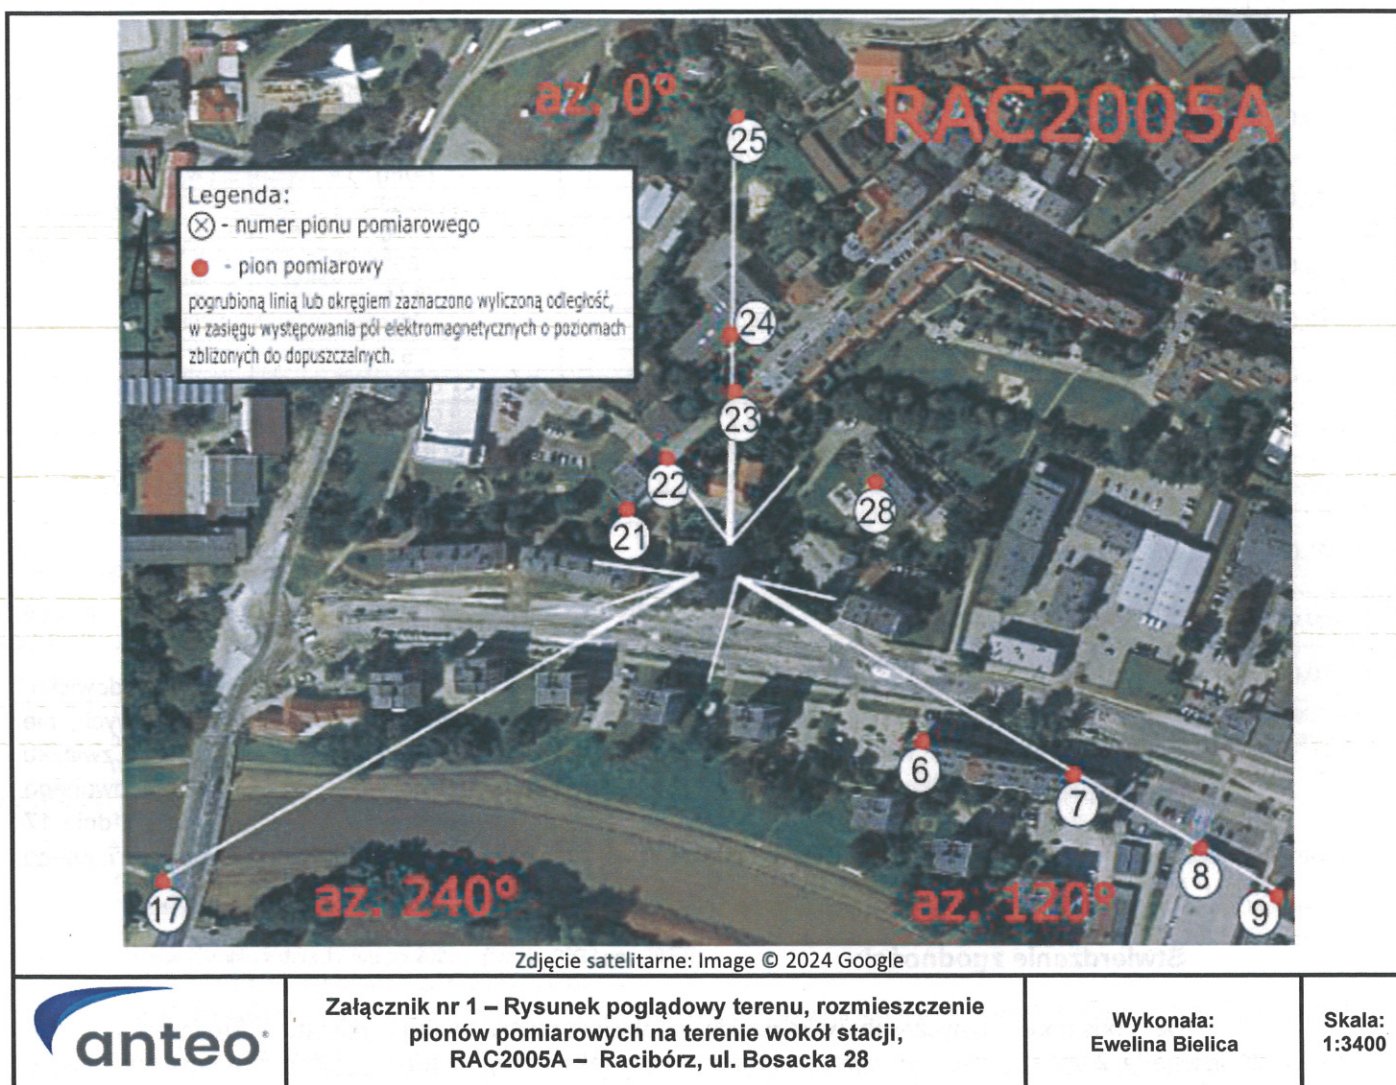 az. 0°
RAC2005A
25
N
Legenda:
- numer pionu pomiarowego
- pion pomiarowy
pogrubioną linią lub okręgiem zaznaczono wyliczoną odległość,
w zasięgu występowania pól elektromagnetycznych o poziomach
zbliżonych do dopuszczalnych.
24
23
22
28
21
6
7
8
17
9
az. 240°
az. 120°
Zdjęcie satelitarne: Image © 2024 Google
anteo
Załącznik nr 1 – Rysunek poglądowy terenu, rozmieszczenie
pionów pomiarowych na terenie wokół stacji,
RAC2005A – Racibórz, ul. Bosacka 28
Wykonała:
Ewelina Bielica
Skala:
1:3400